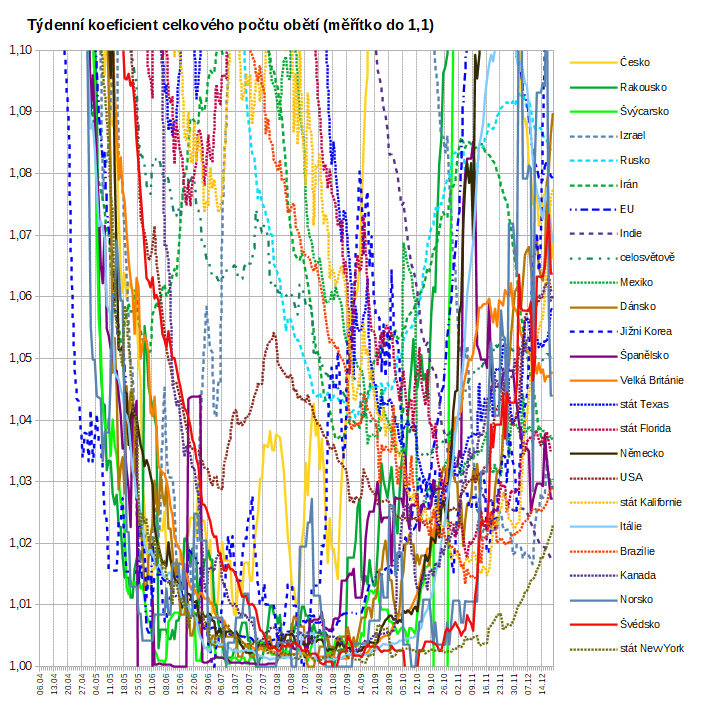 Týdenní koeficient celkového počtu obětí (měřítko do 1,1)
1,10
1,09
1,08
1,07
1,06
1,05
1,04
1,03
1,02
1,01
1,00
06.04
13.04
20.04
27.04
04.05
11.05
18.05
25.05
01.06
08.06
15.06
22.06
29.06
06.07
13.07
20.07
27.07
03.08
10.08
17.08
24.08
31.08
07.09
14.09
21.09
28.09
05.10
12.10
19.10
26.10
02.11
09.11
16.11
23.11
30.11
07.12
14.12
Česko
Rakousko
Švýcarsko
Izrael
Rusko
Írán
EU
Indie
celosvětově
Mexiko
Dánsko
Jižní Korea
Španělsko
Velká Británie
stát Texas
stát Florida
Německo
USA
stát Kalifornie
Itálie
Brazílie
Kanada
Norsko
Švédsko
stát New York